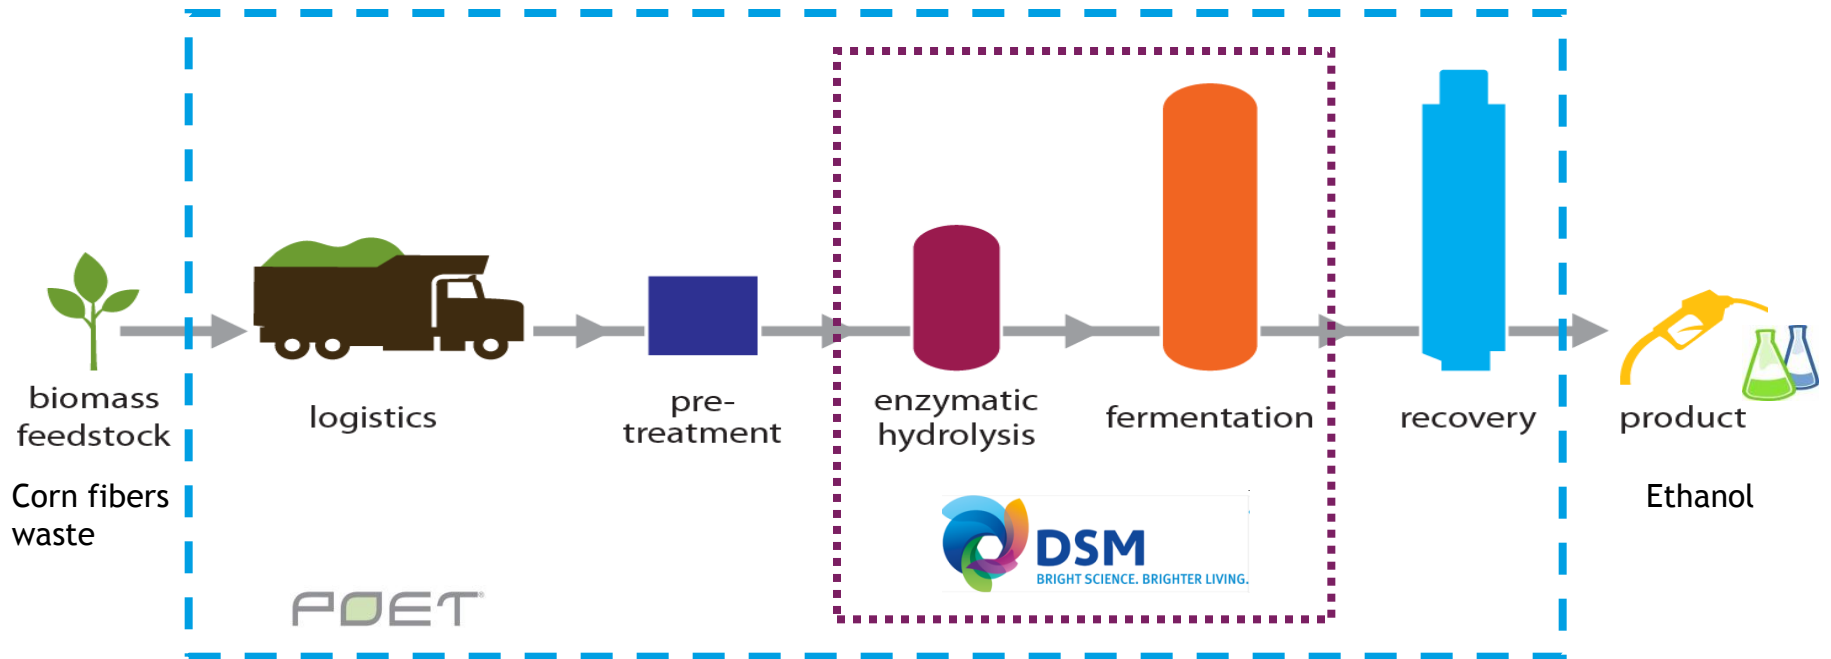 biomass
feedstock
logistics
pre-
treatment
enzymatic
hydrolysis
fermentation
recovery
product
Corn fibers
waste
Ethanol
DSM
BRIGHT SCIENCE. BRIGHTER LIVING.
POET®